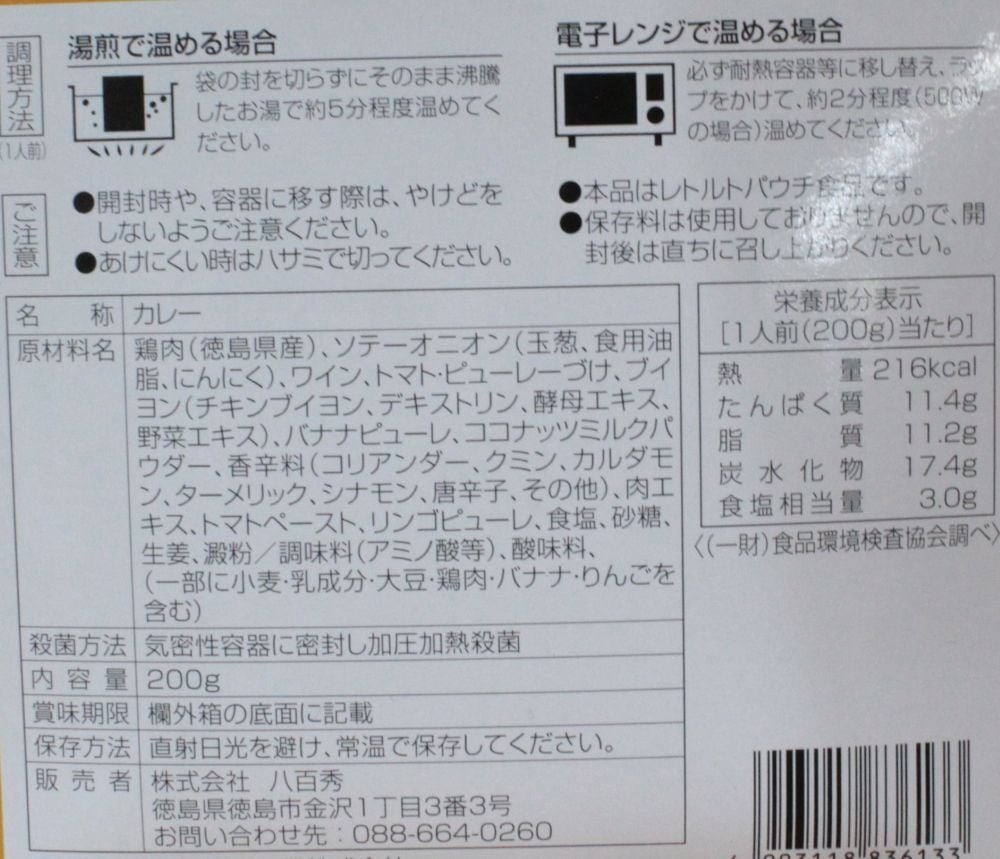 調理方法
(1人前)
湯煎で温める場合
袋の封を切らずにそのまま沸騰
したお湯で約5分程度温めてく
ださい。
電子レンジで温める場合
必ず耐熱容器等に移し替え、ラッ
プをかけて、約2分程度(500W
の場合)温めてください。
ご注意
●開封時や、容器に移す際は、やけどを
しないようご注意ください。
●あけにくい時はハサミで切ってください。
●本品はレトルトパウチ食品です。
●保存料は使用しておりませんので、開
封後は直ちに召し上がりください。
名称 カレー
原材料名 鶏肉(徳島県産)、ソテーオニオン(玉葱、食用油
脂、にんにく)、ワイン、トマト・ピューレーづけ、ブイ
ヨン(チキンブイヨン、デキストリン、酵母エキス、
野菜エキス)、バナナピューレ、ココナッツミルクパ
ウダー、香辛料(コリアンダー、クミン、カルダモ
ン、ターメリック、シナモン、唐辛子、その他)、肉エ
キス、トマトペースト、リンゴピューレ、食塩、砂糖、
生姜、澱粉/調味料(アミノ酸等)、酸味料、
(一部に小麦・乳成分・大豆・鶏肉・バナナ・りんごを
含む)
殺菌方法 気密性容器に密封し加圧加熱殺菌
内容量 200g
賞味期限 欄外箱の底面に記載
保存方法 直射日光を避け、常温で保存してください。
販売者 株式会社 八百秀
徳島県徳島市金沢1丁目3番3号
お問い合わせ先:088-664-0260
栄養成分表示
[1人前(200g)当たり]
熱量 216kcal
たんぱく質 11.4g
脂質 11.2g
炭水化物 17.4g
食塩相当量 3.0g
〈(一財)食品環境検査協会調べ〉
836133